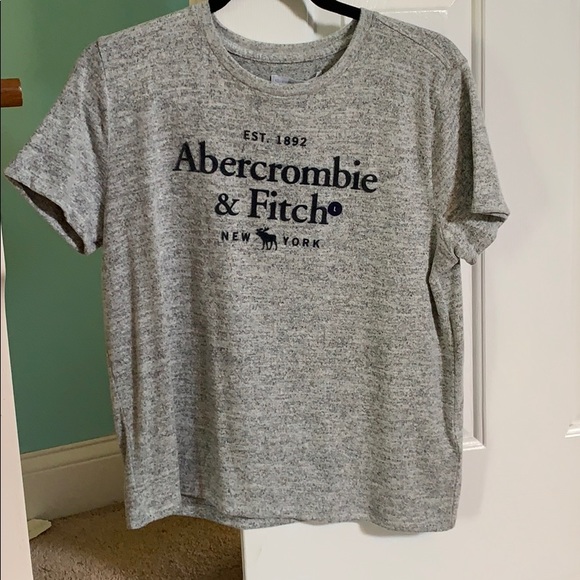 EST. 1892
Abercrombie
& Fitch
NEW YORK